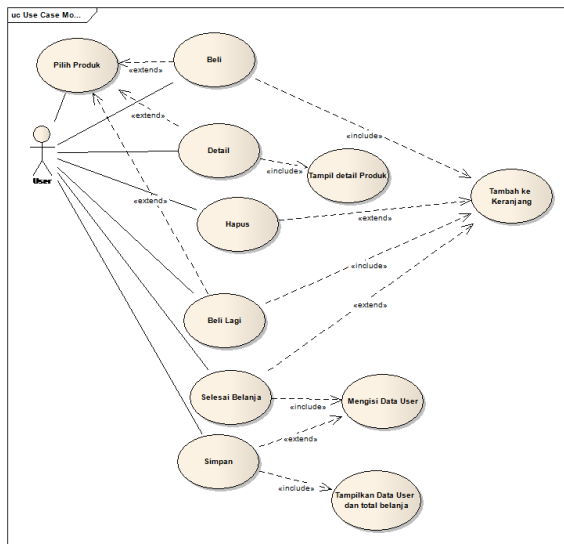 uc Use Case Mo...
Pilih Produk
Beli
«extend»
«extend»
Detail
«include»
«include»
Tampil detail Produk
User
Tambah ke
Keranjang
«extend»
Hapus
«extend»
«include»
Beli Lagi
«extend»
Selesai Belanja
«include»
Mengisi Data User
«extend»
Simpan
«include»
Tampilkan Data User
dan total belanja